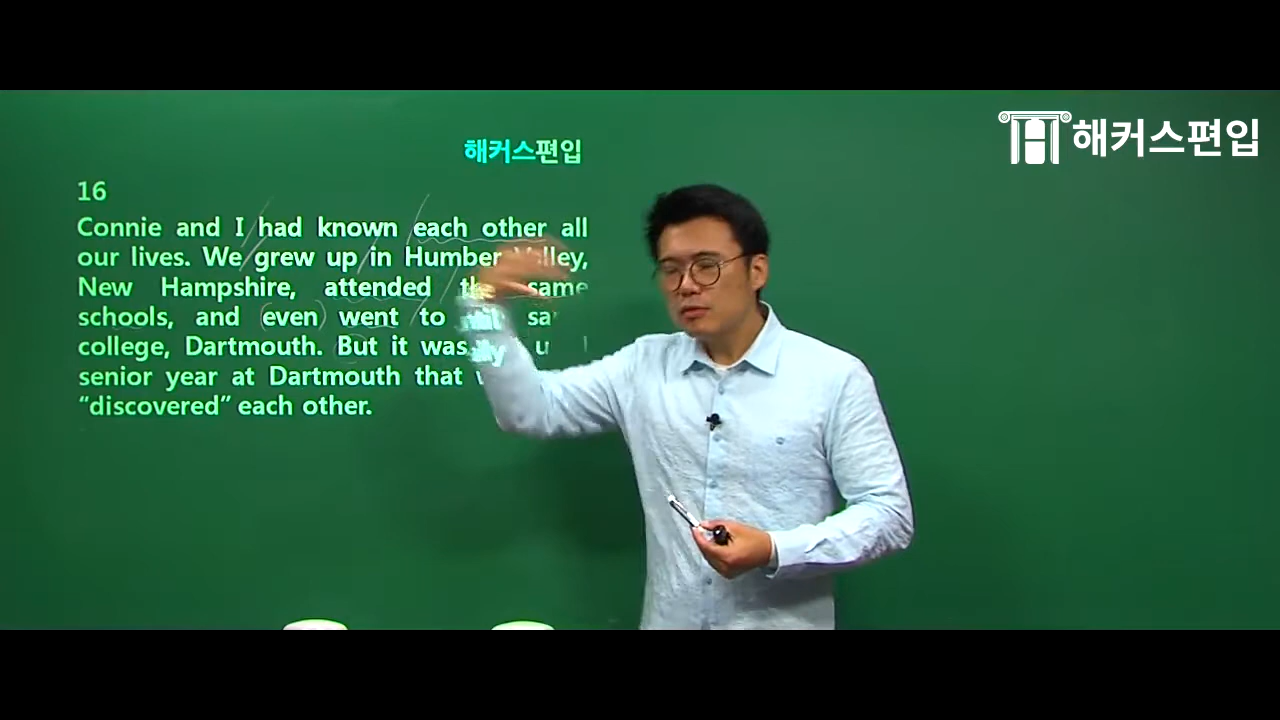 해커스편입
해커스편입
16
Connie and I had known each other all
our lives. We grew up in Humber Valley,
New Hampshire, attended the same
schools, and even went to
college, Dartmouth. But it was
senior year at Dartmouth that
“discovered” each other.